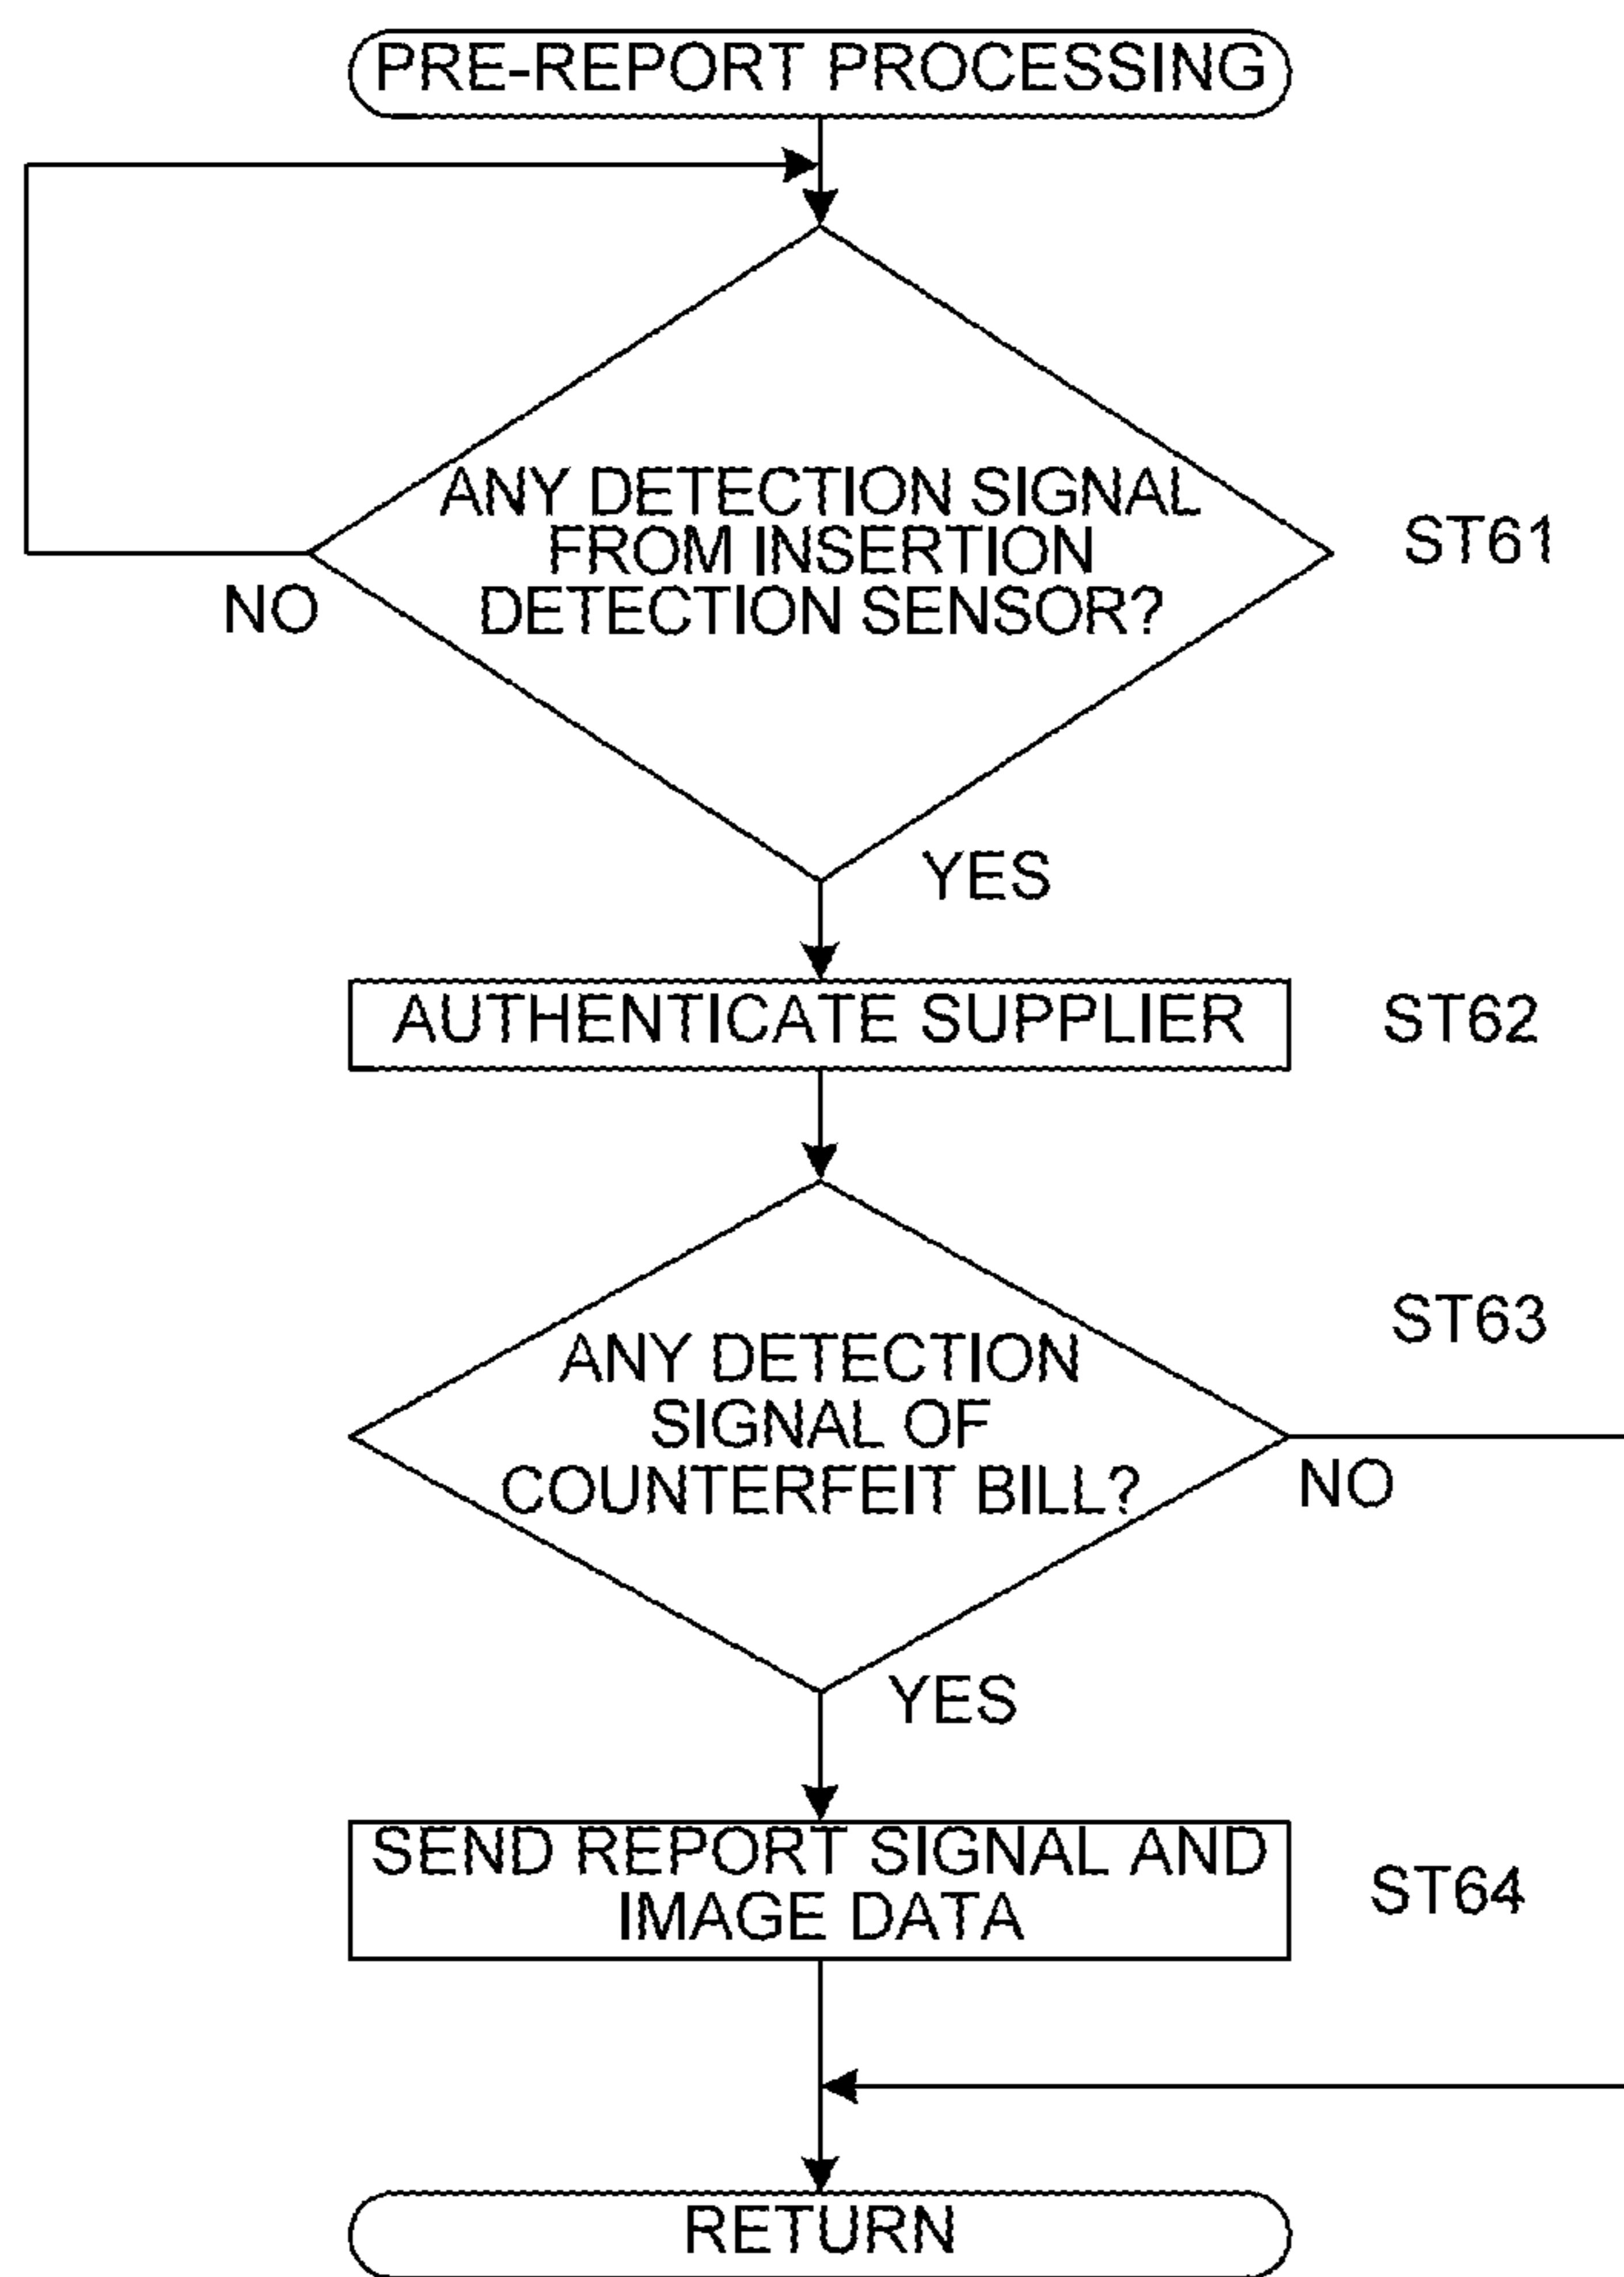 PRE-REPORT PROCESSING
ANY DETECTION SIGNAL
FROM INSERTION
DETECTION SENSOR?
ST61
NO
YES
AUTHENTICATE SUPPLIER
ST62
ST63
ANY DETECTION
SIGNAL OF
COUNTERFEIT BILL?
NO
YES
SEND REPORT SIGNAL AND
IMAGE DATA
ST64
RETURN